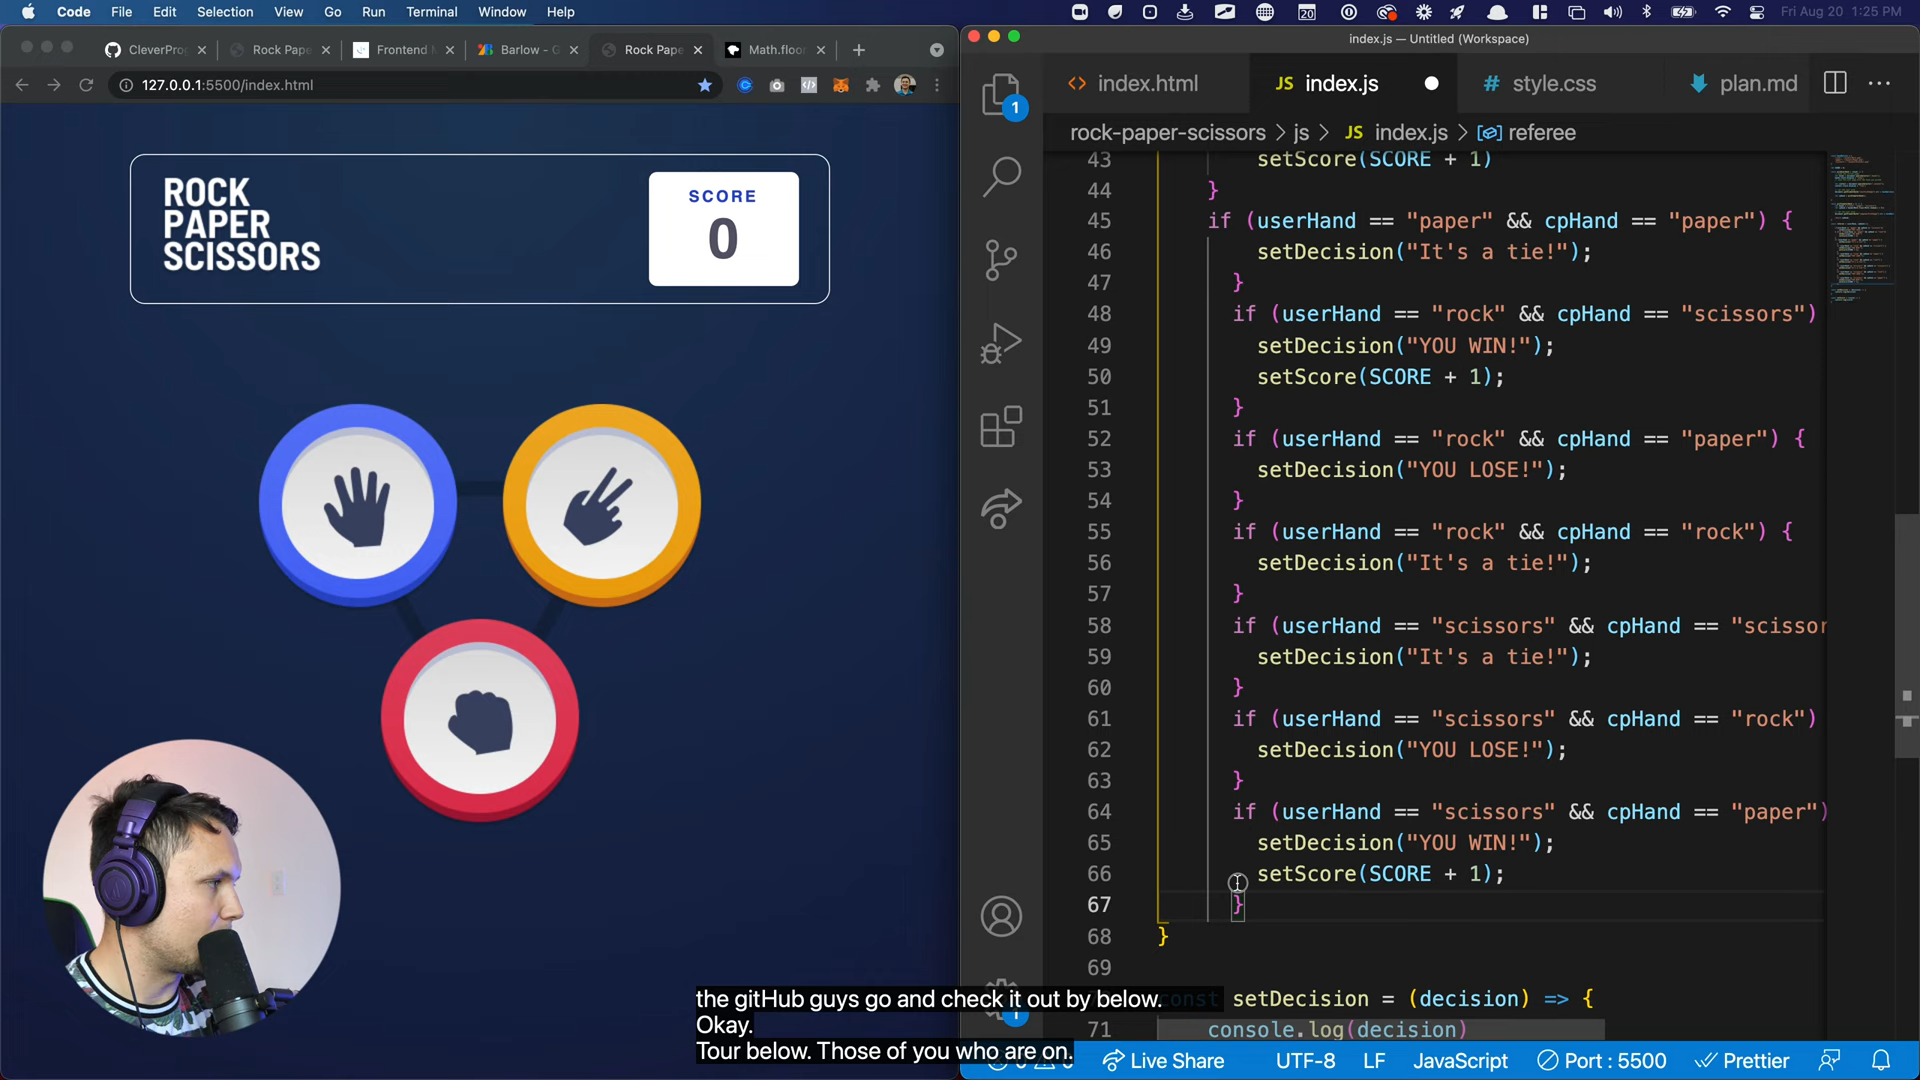 Code File Edit Selection View Go Run Terminal Window Help
20
Fri Aug 20 1:25 PM
CleverPro
Rock Pape
Frontend
Barlow - G
Rock Pape
Math.floor
127.0.0.1:5500/index.html
ROCK
PAPER
SCISSORS
SCORE
0
index.js — Untitled (Workspace)
1
index.html
JS index.js
# style.css
plan.md
rock-paper-scissors > js > JS index.js > referee
43 setScore(SCORE + 1)
44 }
45 if (userHand == "paper" && cpHand == "paper") {
46 setDecision("It's a tie!");
47 }
48 if (userHand == "rock" && cpHand == "scissors")
49 setDecision("YOU WIN!");
50 setScore(SCORE + 1);
51 }
52 if (userHand == "rock" && cpHand == "paper") {
53 setDecision("YOU LOSE!");
54 }
55 if (userHand == "rock" && cpHand == "rock") {
56 setDecision("It's a tie!");
57 }
58 if (userHand == "scissors" && cpHand == "scissor
59 setDecision("It's a tie!");
60 }
61 if (userHand == "scissors" && cpHand == "rock")
62 setDecision("YOU LOSE!");
63 }
64 if (userHand == "scissors" && cpHand == "paper")
65 setDecision("YOU WIN!");
66 setScore(SCORE + 1);
67 }
68 }
69
const setDecision = (decision) => {
71 console.log(decision)
1
the gitHub guys go and check it out by below.
Okay.
Tour below. Those of you who are on.
Live Share UTF-8 LF JavaScript Port : 5500 Prettier